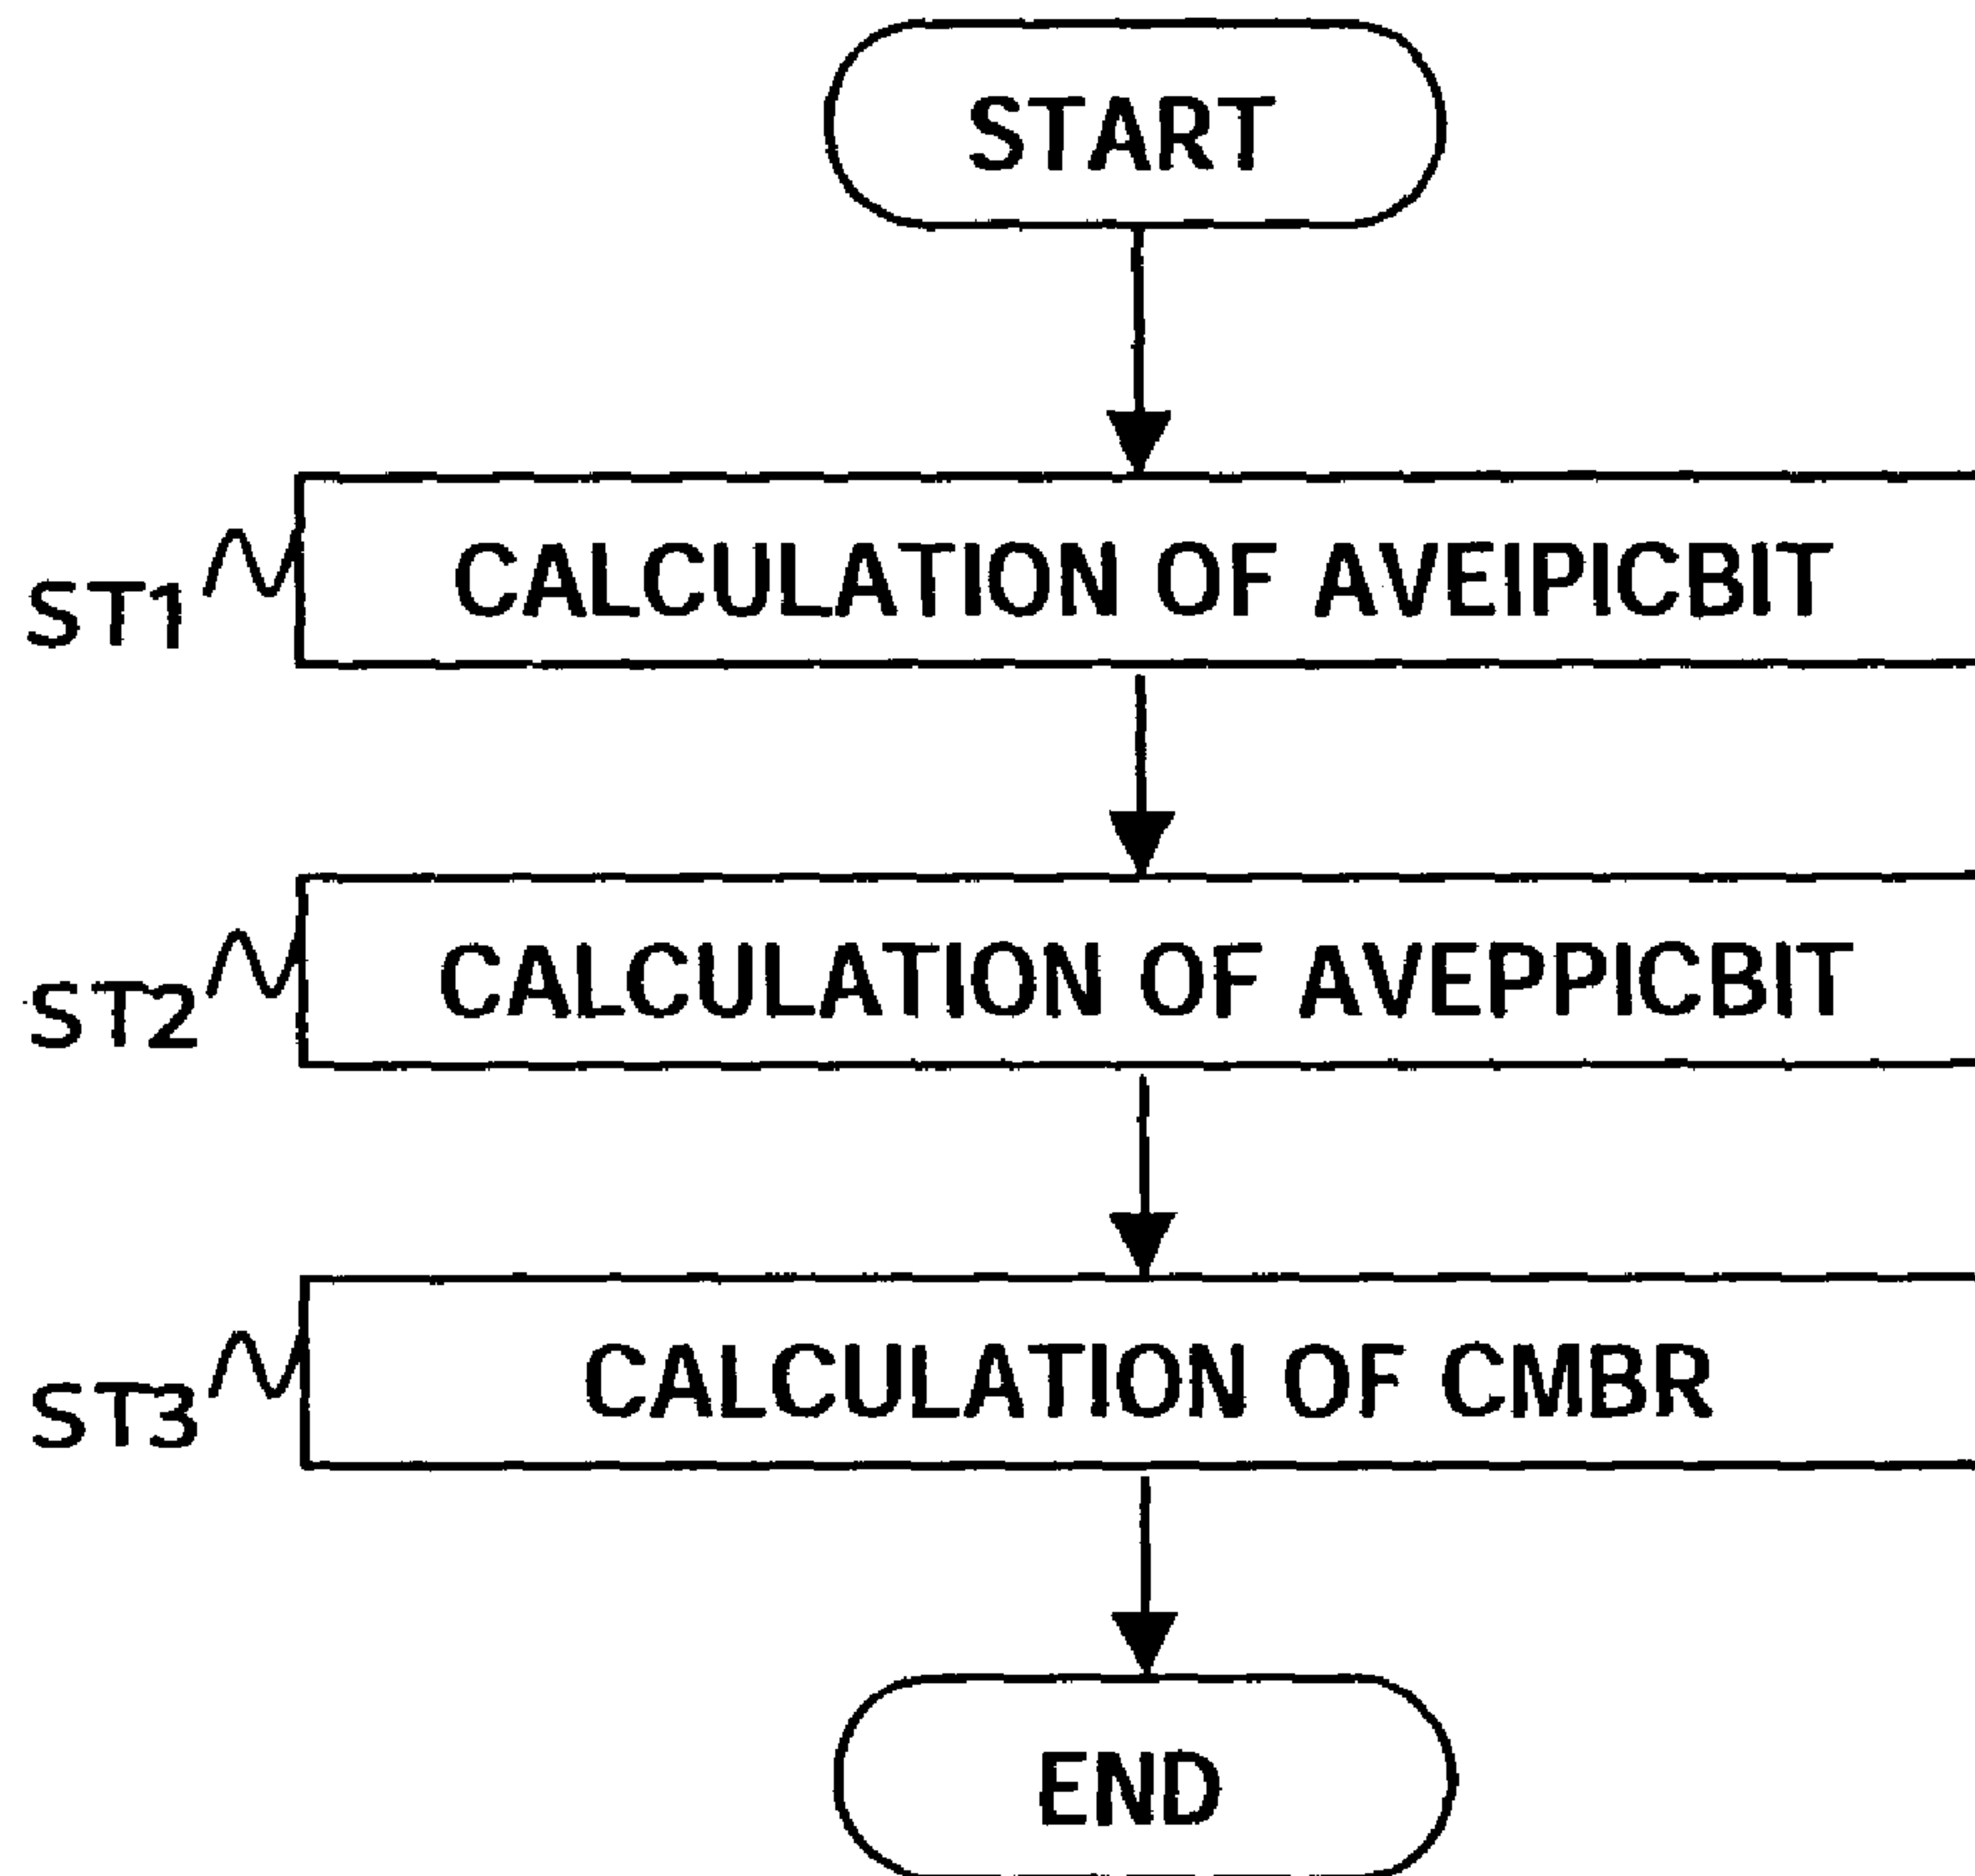 START
ST1
CALCULATION OF AVEIPICBIT
ST2
CALCULATION OF AVEPPICBIT
ST3
CALCULATION OF CMBR
END